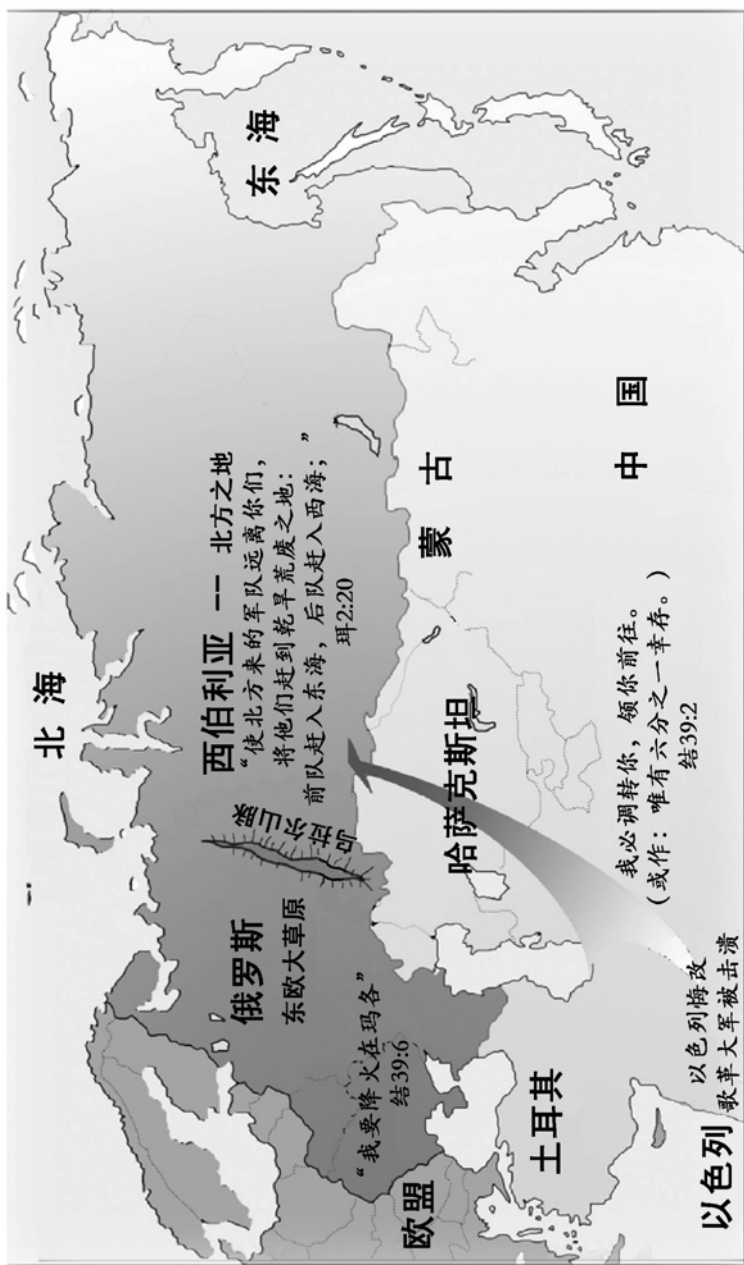 北海
东海
西伯利亚 -- 北方之地
“使北方来的军队远离你们，
将他们赶到乾旱荒废之地：
前队赶入东海，后队赶入西海；”
珥2:20
乌拉尔山脉
俄罗斯
东欧大草原
“我要降火在玛各”
结39:6
欧盟
土耳其
哈萨克斯坦
蒙古
中国
我必调转你，领你前往。
(或作：唯有六分之一幸存。)
结39:2
以色列悔改
歌革大军被击溃
以色列